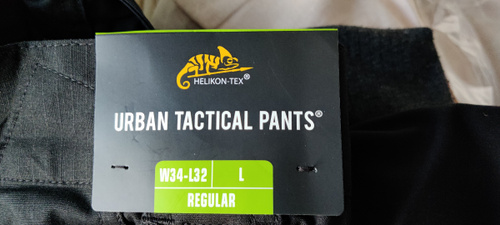 HELIKON-TEX®
URBAN TACTICAL PANTS®
W34-L32 L
REGULAR